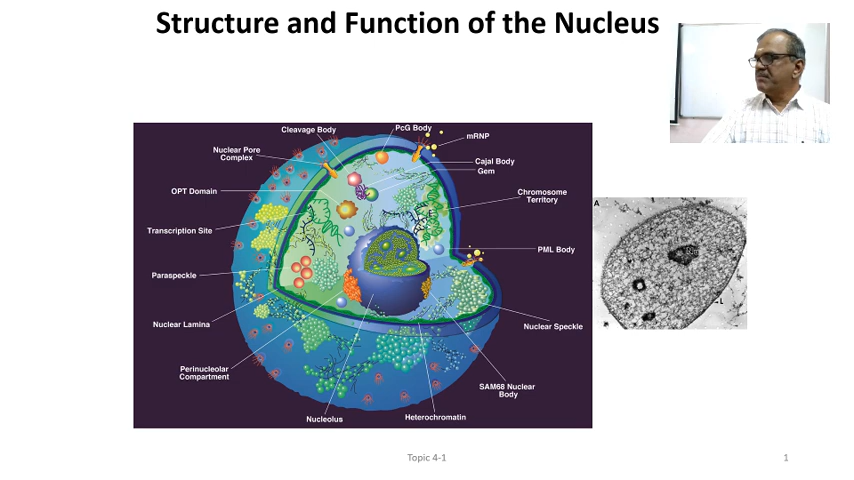 Structure and Function of the Nucleus
Cleavage Body
PcG Body
mRNP
Nuclear Pore
Complex
Cajal Body
Gem
OPT Domain
Chromosome
Territory
A
Transcription Site
PML Body
Paraspeckle
Nuclear Lamina
Nuclear Speckle
Perinucleolar
Compartment
SAM68 Nuclear
Body
Nucleolus
Heterochromatin
L
Topic 4-1
1